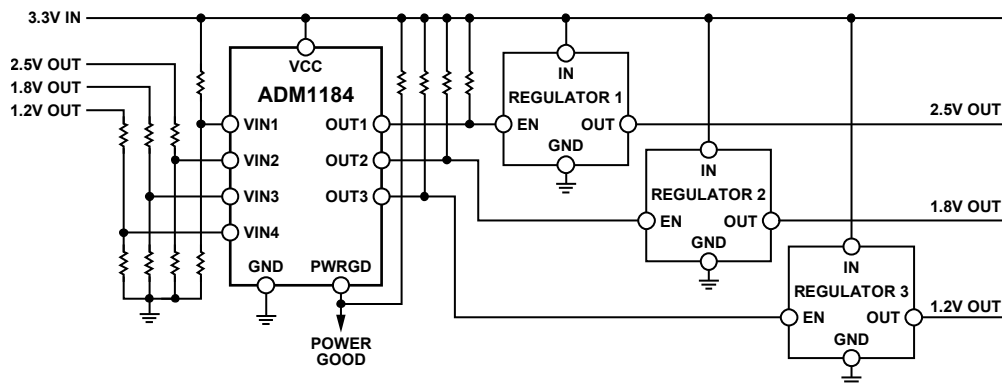 3.3V IN
2.5V OUT
1.8V OUT
1.2V OUT
VCC
ADM1184
VIN1
VIN2
VIN3
VIN4
OUT1
OUT2
OUT3
GND
PWRGD
POWER
GOOD
IN
REGULATOR 1
EN
OUT
GND
2.5V OUT
IN
REGULATOR 2
EN
OUT
GND
1.8V OUT
IN
REGULATOR 3
EN
OUT
GND
1.2V OUT